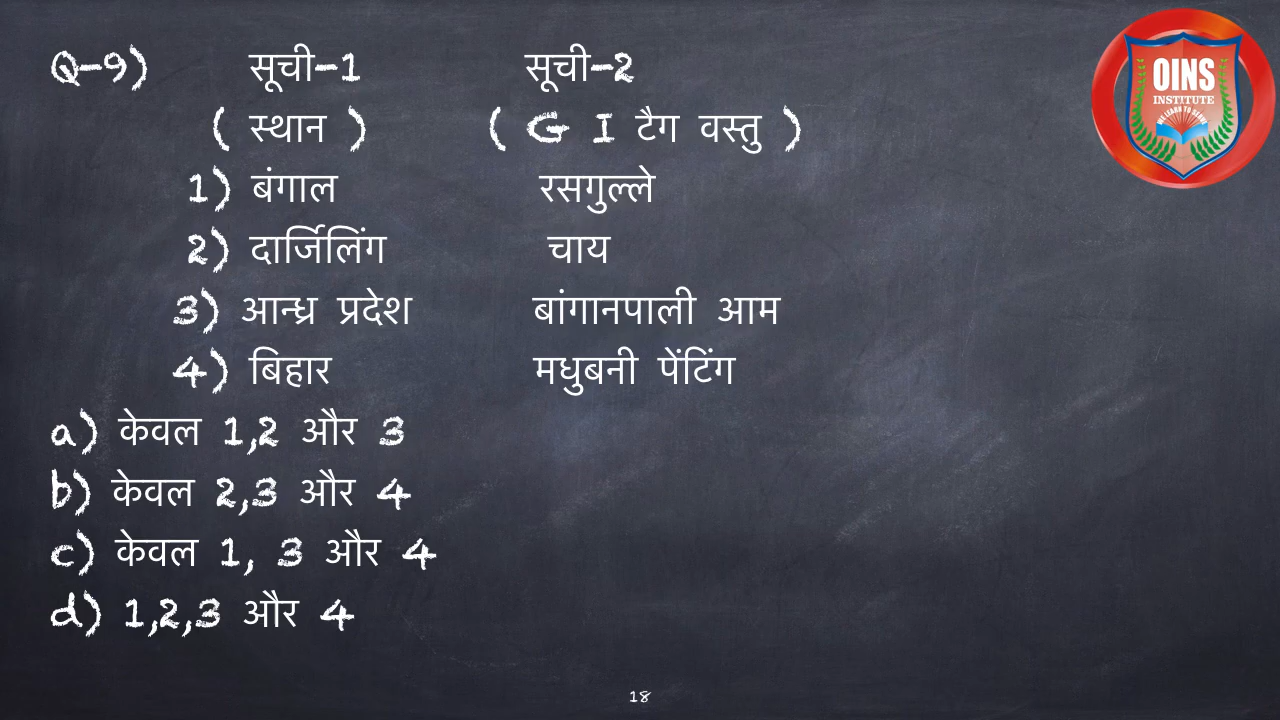 Q-9) सूची-1 सूची-2
( स्थान ) ( G I टैग वस्तु )
1) बंगाल रसगुल्ले
2) दार्जिलिंग चाय
3) आन्ध्र प्रदेश बांगानपाली आम
4) बिहार मधुबनी पेंटिंग
a) केवल 1,2 और 3
b) केवल 2,3 और 4
c) केवल 1, 3 और 4
d) 1,2,3 और 4
OINS
INSTITUTE
18